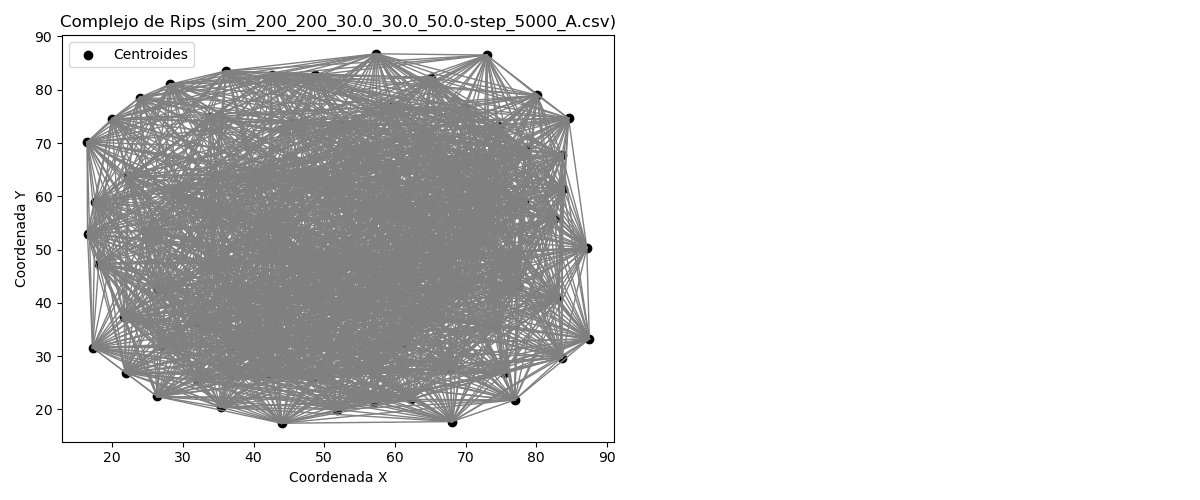 Complejo de Rips (sim_200_200_30.0_30.0_50.0-step_5000_A.csv)
Centroides
90
80
70
60
50
40
30
20
Coordenada Y
20 30 40 50 60 70 80 90
Coordenada X